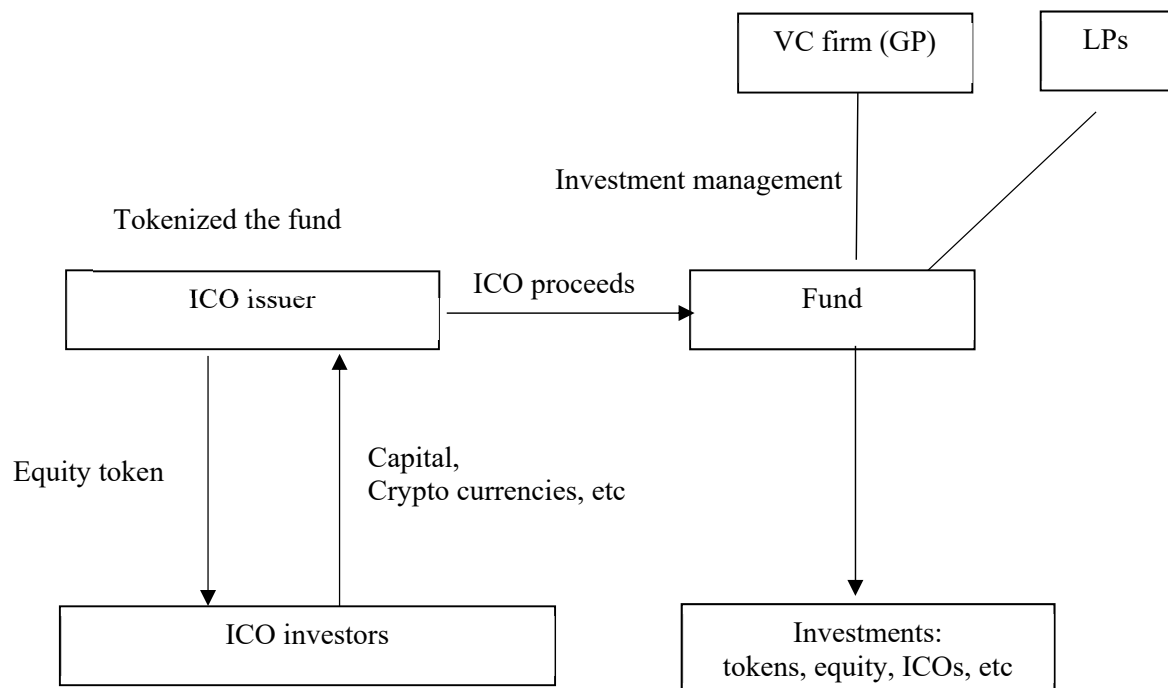 VC firm (GP)
LPs
Investment management
Tokenized the fund
ICO issuer
ICO proceeds
Fund
Equity token
Capital,
Crypto currencies, etc
ICO investors
Investments:
tokens, equity, ICOs, etc